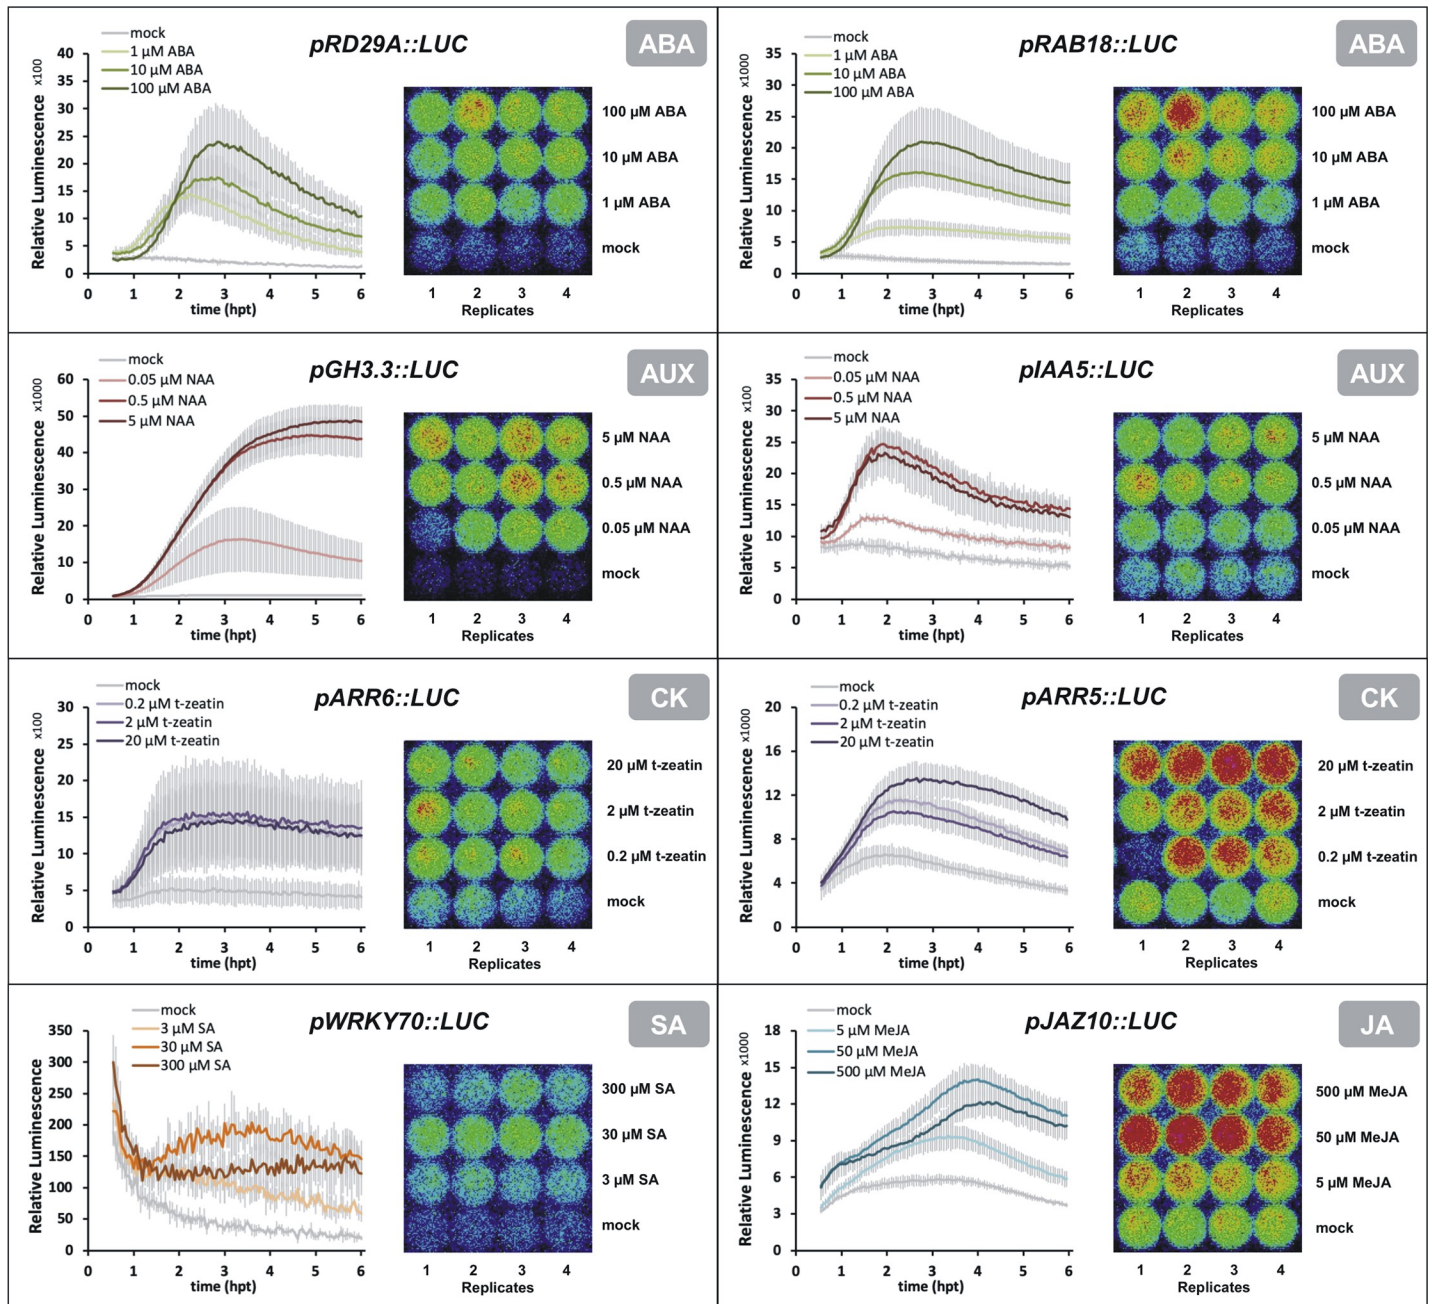 pRD29A::LUC
ABA
mock
1 µM ABA
10 µM ABA
100 µM ABA
Relative Luminescence x100
40
35
30
25
20
15
10
5
0
0 1 2 3 4 5 6
time (hpt)
100 µM ABA
10 µM ABA
1 µM ABA
mock
1 2 3 4
Replicates
pRAB18::LUC
ABA
mock
1 µM ABA
10 µM ABA
100 µM ABA
Relative Luminescence x1000
35
30
25
20
15
10
5
0
0 1 2 3 4 5 6
time (hpt)
100 µM ABA
10 µM ABA
1 µM ABA
mock
1 2 3 4
Replicates
pGH3.3::LUC
AUX
mock
0.05 µM NAA
0.5 µM NAA
5 µM NAA
Relative Luminescence x1000
60
50
40
30
20
10
0
0 1 2 3 4 5 6
time (hpt)
5 µM NAA
0.5 µM NAA
0.05 µM NAA
mock
1 2 3 4
Replicates
pIAA5::LUC
AUX
mock
0.05 µM NAA
0.5 µM NAA
5 µM NAA
Relative Luminescence x100
35
30
25
20
15
10
5
0
0 1 2 3 4 5 6
time (hpt)
5 µM NAA
0.5 µM NAA
0.05 µM NAA
mock
1 2 3 4
Replicates
pARR6::LUC
CK
mock
0.2 µM t-zeatin
2 µM t-zeatin
20 µM t-zeatin
Relative Luminescence x100
30
25
20
15
10
5
0
0 1 2 3 4 5 6
time (hpt)
20 µM t-zeatin
2 µM t-zeatin
0.2 µM t-zeatin
mock
1 2 3 4
Replicates
pARR5::LUC
CK
mock
0.2 µM t-zeatin
2 µM t-zeatin
20 µM t-zeatin
Relative Luminescence x1000
20
16
12
8
4
0
0 1 2 3 4 5 6
time (hpt)
20 µM t-zeatin
2 µM t-zeatin
0.2 µM t-zeatin
mock
1 2 3 4
Replicates
pWRKY70::LUC
SA
mock
3 µM SA
30 µM SA
300 µM SA
Relative Luminescence
350
300
250
200
150
100
50
0
0 1 2 3 4 5 6
time (hpt)
300 µM SA
30 µM SA
3 µM SA
mock
1 2 3 4
Replicates
pJAZ10::LUC
JA
mock
5 µM MeJA
50 µM MeJA
500 µM MeJA
Relative Luminescence x1000
18
15
12
9
6
3
0
0 1 2 3 4 5 6
time (hpt)
500 µM MeJA
50 µM MeJA
5 µM MeJA
mock
1 2 3 4
Replicates